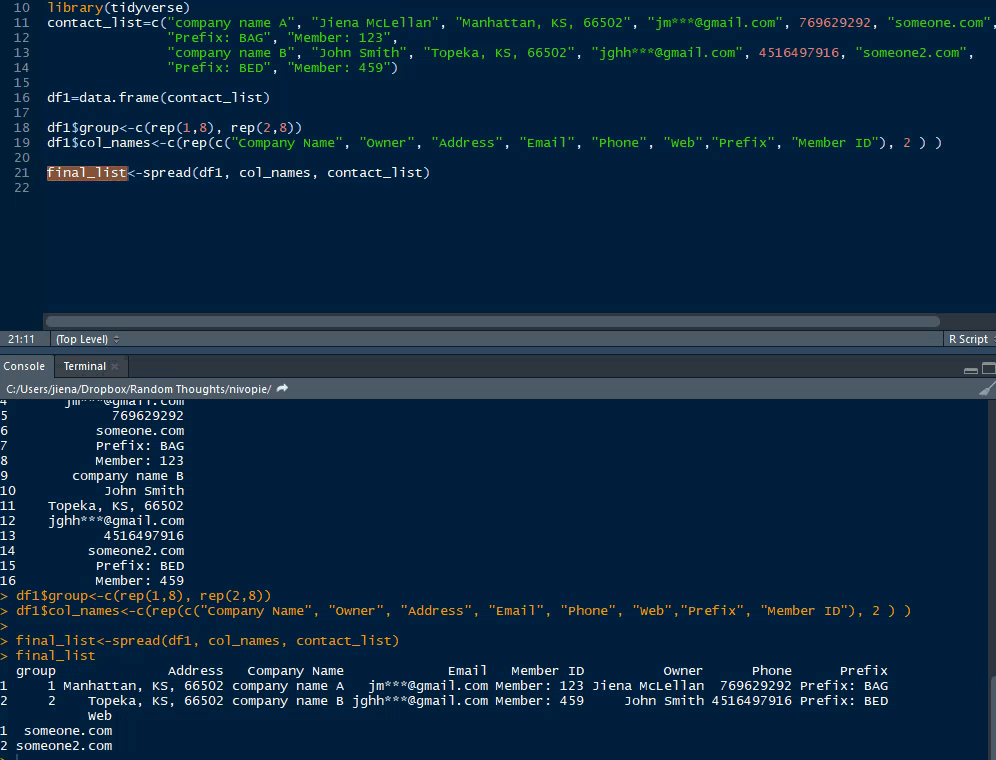 10 library(tidyverse)
11 contact_list=c("company name A", "Jiena McLellan", "Manhattan, KS, 66502", "jm***@gmail.com", 769629292, "someone.com",
12 "Prefix: BAG", "Member: 123",
13 "company name B", "John Smith", "Topeka, KS, 66502", "jghh***@gmail.com", 4516497916, "someone2.com",
14 "Prefix: BED", "Member: 459")
15
16 df1=data.frame(contact_list)
17
18 df1$group<-c(rep(1,8), rep(2,8))
19 df1$col_names<-c(rep(c("Company Name", "Owner", "Address", "Email", "Phone", "Web","Prefix", "Member ID"), 2 ) )
20
21 final_list<-spread(df1, col_names, contact_list)
22
21:11 (Top Level) R Script
Console Terminal
C:/Users/jiena/Dropbox/Random Thoughts/nivopie/
4 jm***@gmail.com
5 769629292
6 someone.com
7 Prefix: BAG
8 Member: 123
9 company name B
10 John Smith
11 Topeka, KS, 66502
12 jghh***@gmail.com
13 4516497916
14 someone2.com
15 Prefix: BED
16 Member: 459
> df1$group<-c(rep(1,8), rep(2,8))
> df1$col_names<-c(rep(c("Company Name", "Owner", "Address", "Email", "Phone", "Web","Prefix", "Member ID"), 2 ) )
>
> final_list<-spread(df1, col_names, contact_list)
> final_list
group Address Company Name Email Member ID Owner Phone Prefix
1 1 Manhattan, KS, 66502 company name A jm***@gmail.com Member: 123 Jiena McLellan 769629292 Prefix: BAG
2 2 Topeka, KS, 66502 company name B jghh***@gmail.com Member: 459 John Smith 4516497916 Prefix: BED
Web
1 someone.com
2 someone2.com
>